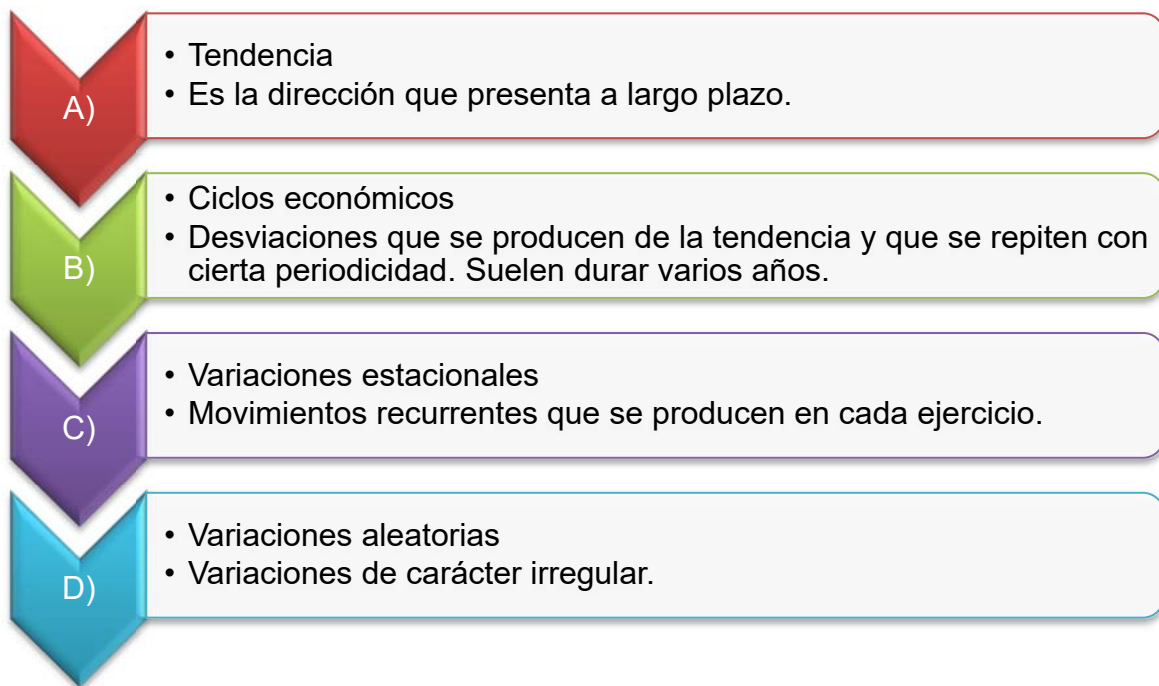 A)
• Tendencia
• Es la dirección que presenta a largo plazo.
B)
• Ciclos económicos
• Desviaciones que se producen de la tendencia y que se repiten con
cierta periodicidad. Suelen durar varios años.
C)
• Variaciones estacionales
• Movimientos recurrentes que se producen en cada ejercicio.
D)
• Variaciones aleatorias
• Variaciones de carácter irregular.